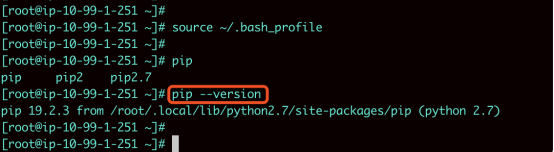 [root@ip-10-99-1-251 ~]#
[root@ip-10-99-1-251 ~]# source ~/.bash_profile
[root@ip-10-99-1-251 ~]#
[root@ip-10-99-1-251 ~]# pip
pip     pip2    pip2.7
[root@ip-10-99-1-251 ~]# pip --version
pip 19.2.3 from /root/.local/lib/python2.7/site-packages/pip (python 2.7)
[root@ip-10-99-1-251 ~]#
[root@ip-10-99-1-251 ~]#